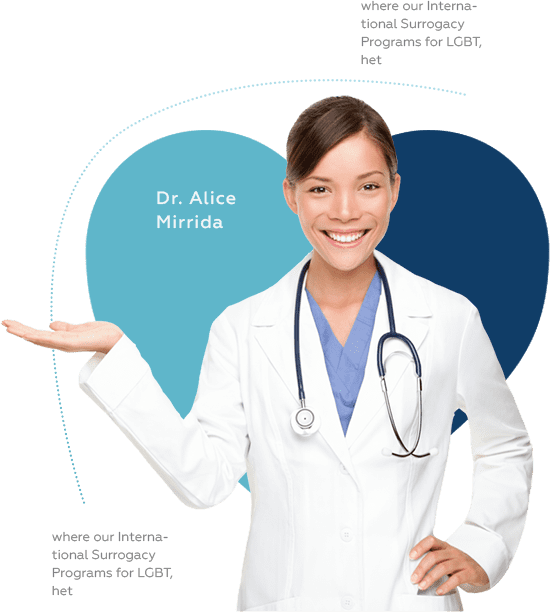 where our Interna-
tional Surrogacy
Programs for LGBT,
het
Dr. Alice
Mirrida
where our Interna-
tional Surrogacy
Programs for LGBT,
het